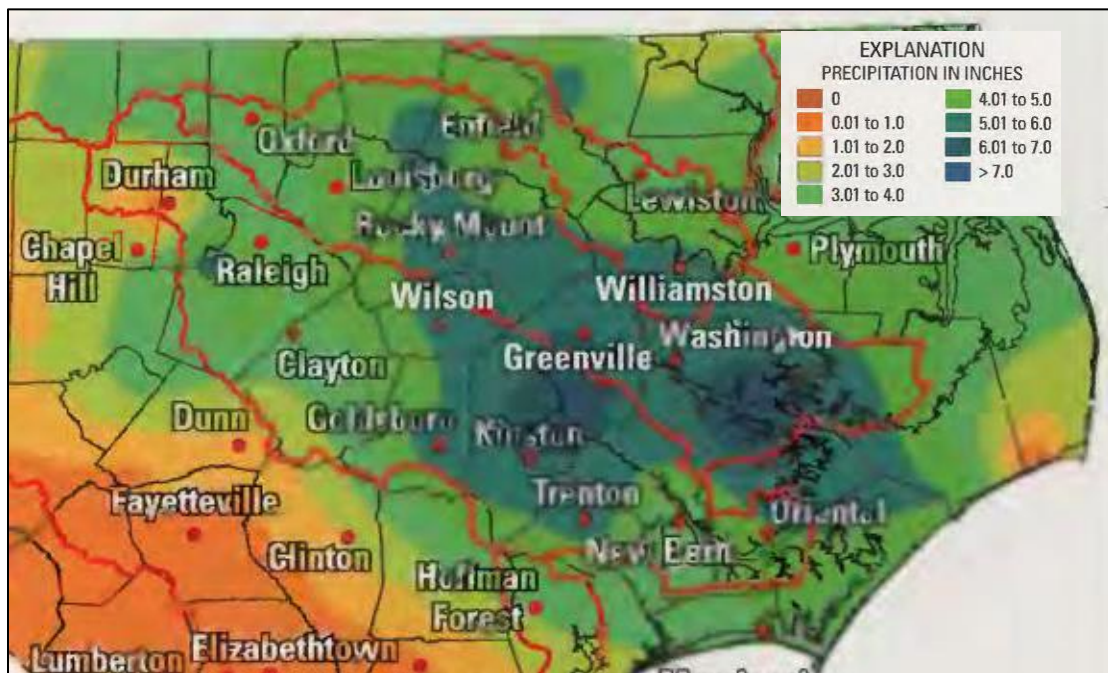 EXPLANATION
PRECIPITATION IN INCHES
0
0.01 to 1.0
1.01 to 2.0
2.01 to 3.0
3.01 to 4.0
4.01 to 5.0
5.01 to 6.0
6.01 to 7.0
> 7.0
Oxford
Enfield
Durham
Louisburg
Lewiston
Rocky Mount
Chapel
Hill
Raleigh
Plymouth
Wilson
Williamston
Washington
Greenville
Clayton
Dunn
Goldsboro
Kinston
Fayetteville
Trenton
Oriental
Clinton
New Bern
Hoffman
Forest
Elizabethtown
Lumberton